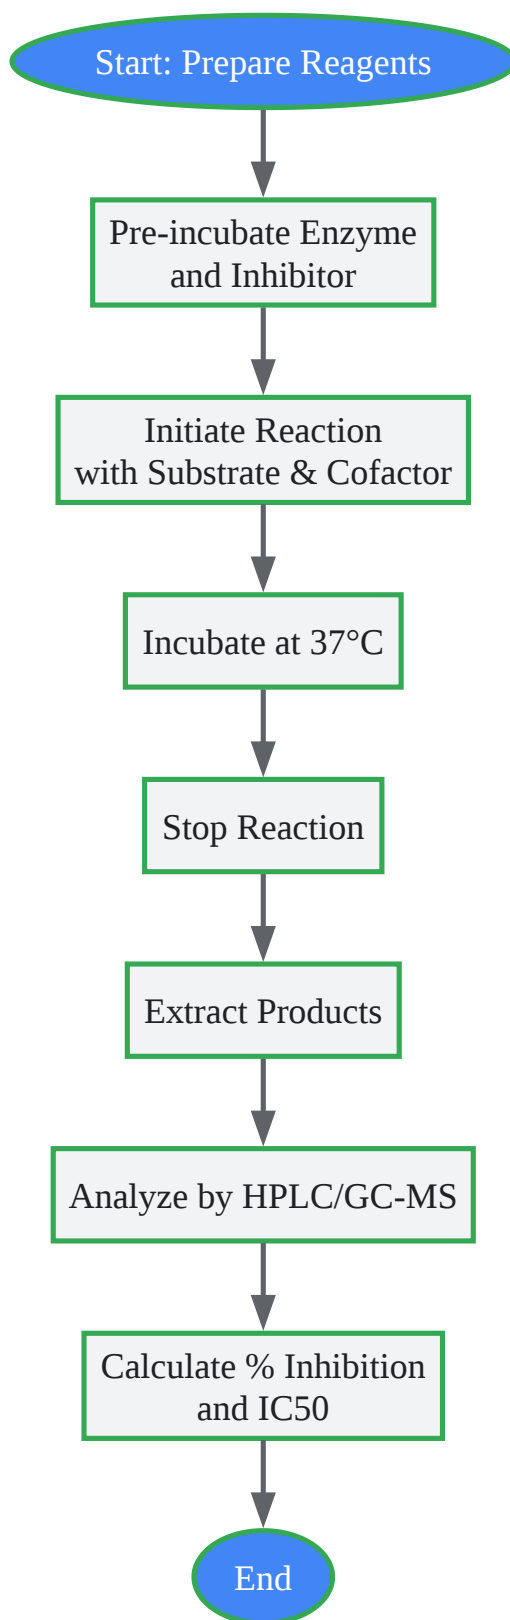 Start: Prepare Reagents
Pre-incubate Enzyme
and Inhibitor
Initiate Reaction
with Substrate & Cofactor
Incubate at 37°C
Stop Reaction
Extract Products
Analyze by HPLC/GC-MS
Calculate % Inhibition
and IC50
End